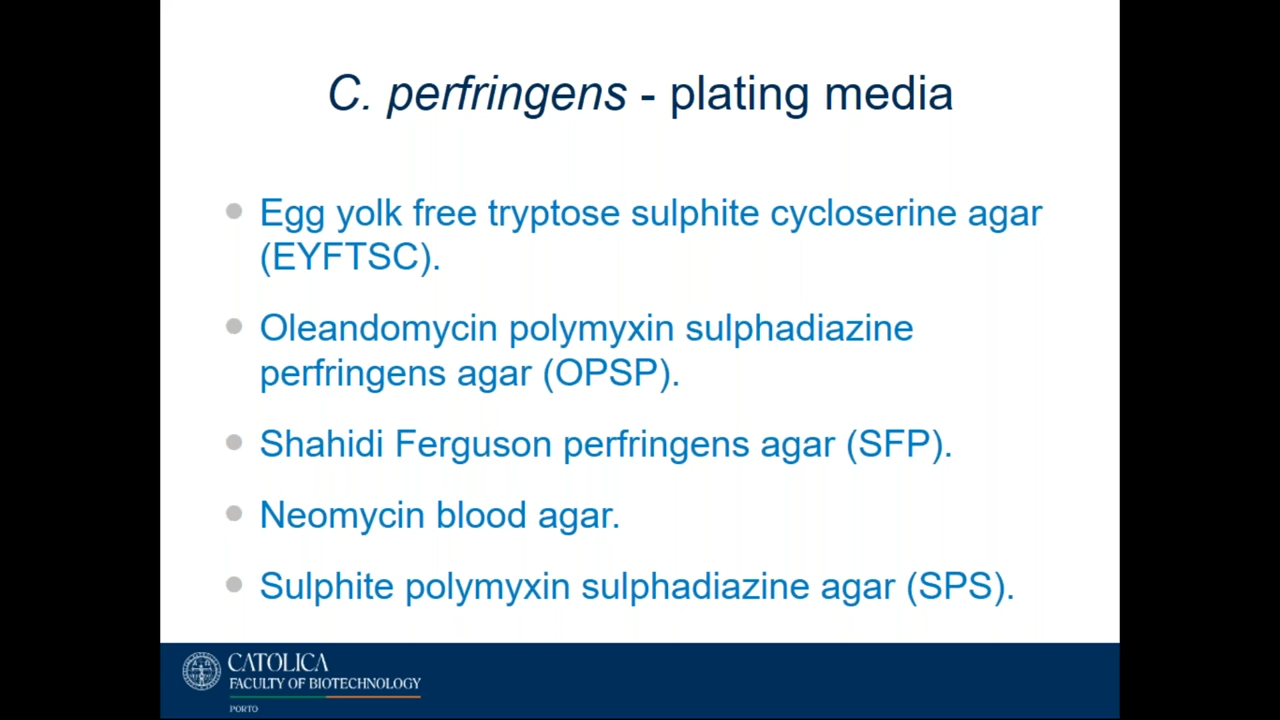 C. perfringens - plating media
Egg yolk free tryptose sulphite cycloserine agar
(EYFTSC).
Oleandomycin polymyxin sulphadiazine
perfringens agar (OPSP).
Shahidi Ferguson perfringens agar (SFP).
Neomycin blood agar.
Sulphite polymyxin sulphadiazine agar (SPS).
CATÓLICA
FACULTY OF BIOTECHNOLOGY
PORTO